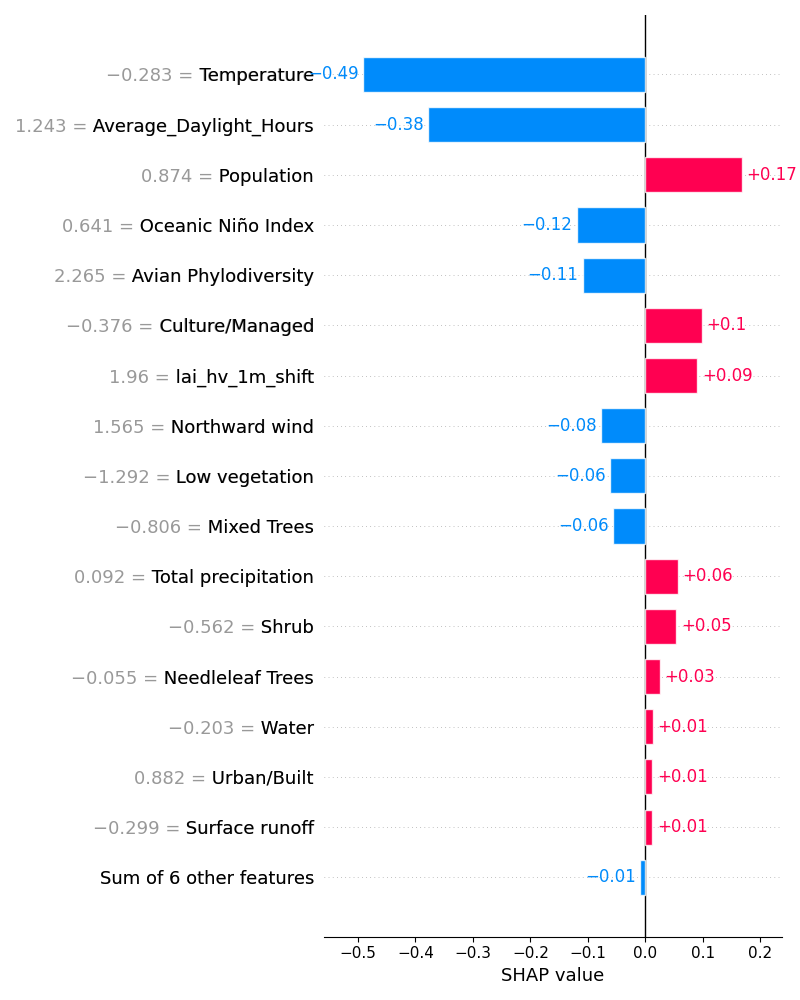 −0.283 = Temperature −0.49
1.243 = Average_Daylight_Hours −0.38
0.874 = Population +0.17
0.641 = Oceanic Niño Index −0.12
2.265 = Avian Phylodiversity −0.11
−0.376 = Culture/Managed +0.1
1.96 = lai_hv_1m_shift +0.09
1.565 = Northward wind −0.08
−1.292 = Low vegetation −0.06
−0.806 = Mixed Trees −0.06
0.092 = Total precipitation +0.06
−0.562 = Shrub +0.05
−0.055 = Needleleaf Trees +0.03
−0.203 = Water +0.01
0.882 = Urban/Built +0.01
−0.299 = Surface runoff +0.01
Sum of 6 other features −0.01
−0.5 −0.4 −0.3 −0.2 −0.1 0.0 0.1 0.2
SHAP value